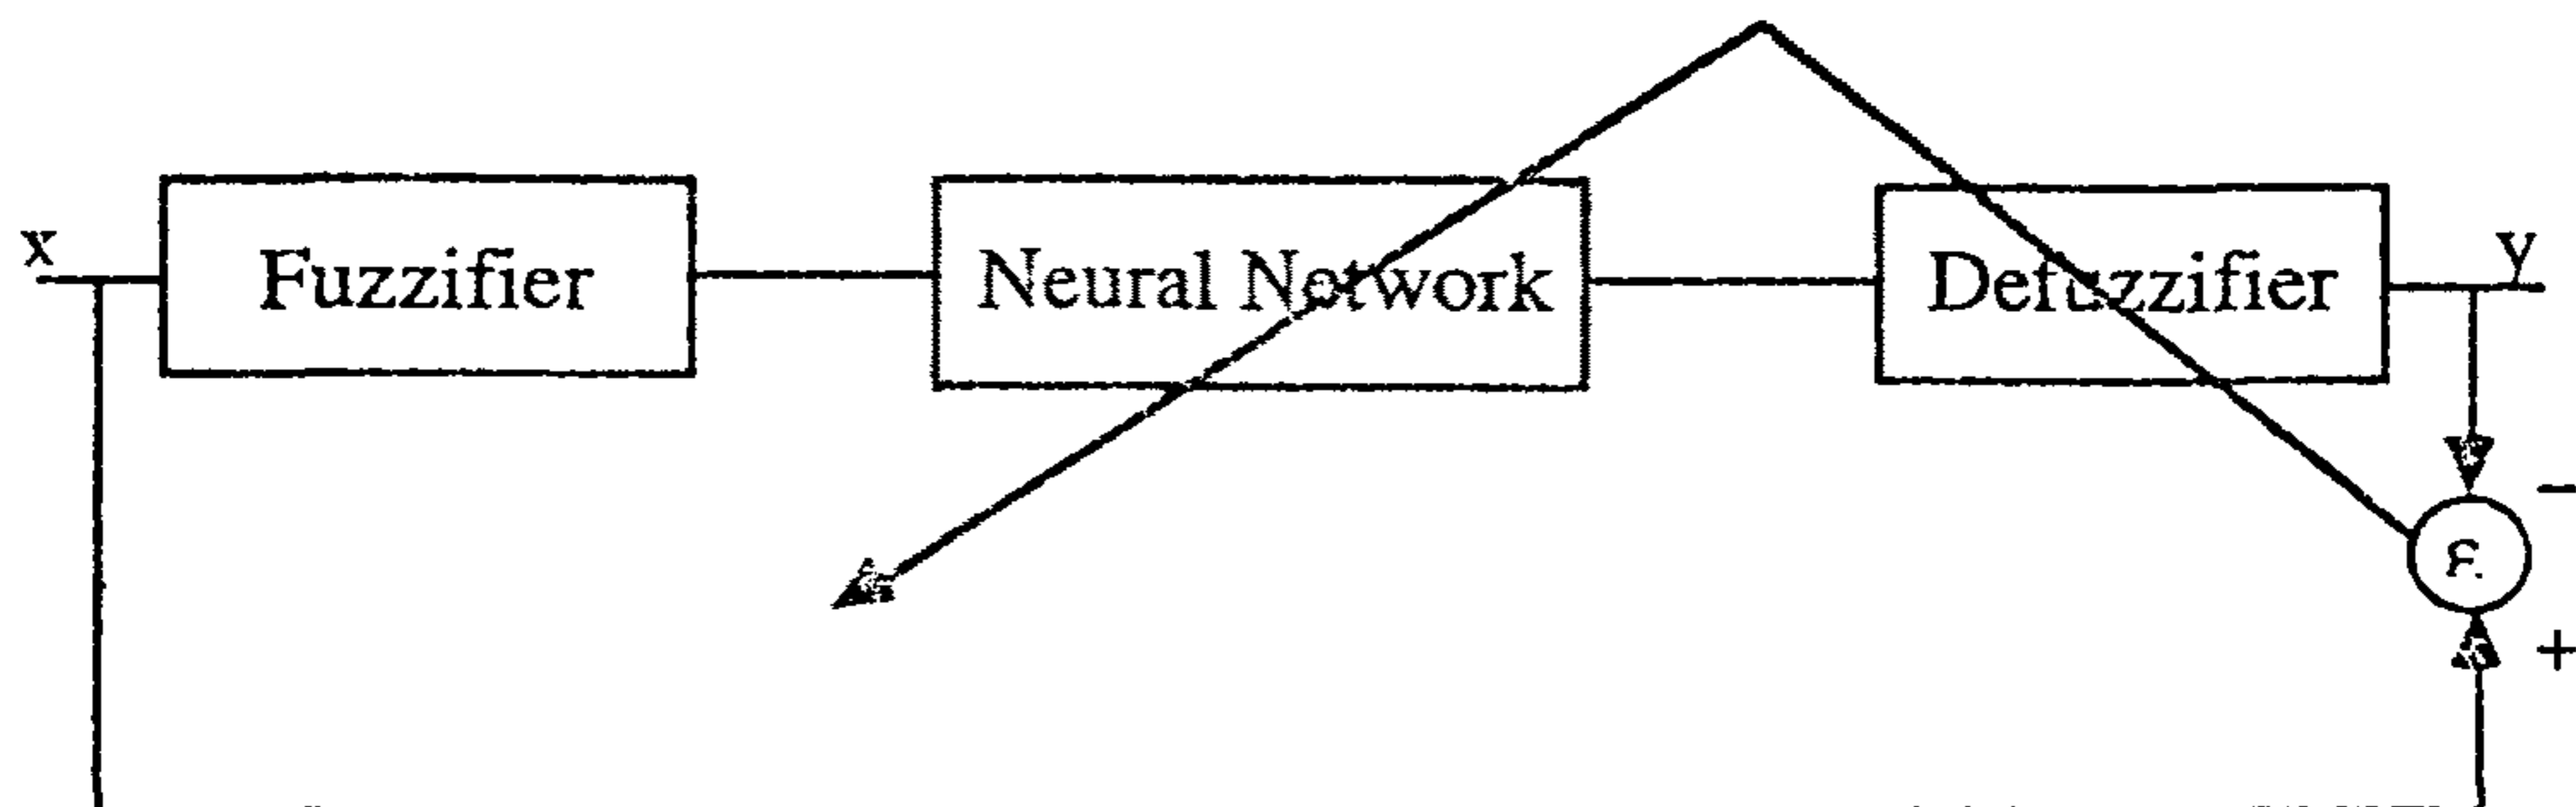 x
Fuzzifier
Neural Network
Defuzzifier
y
−
ε
+